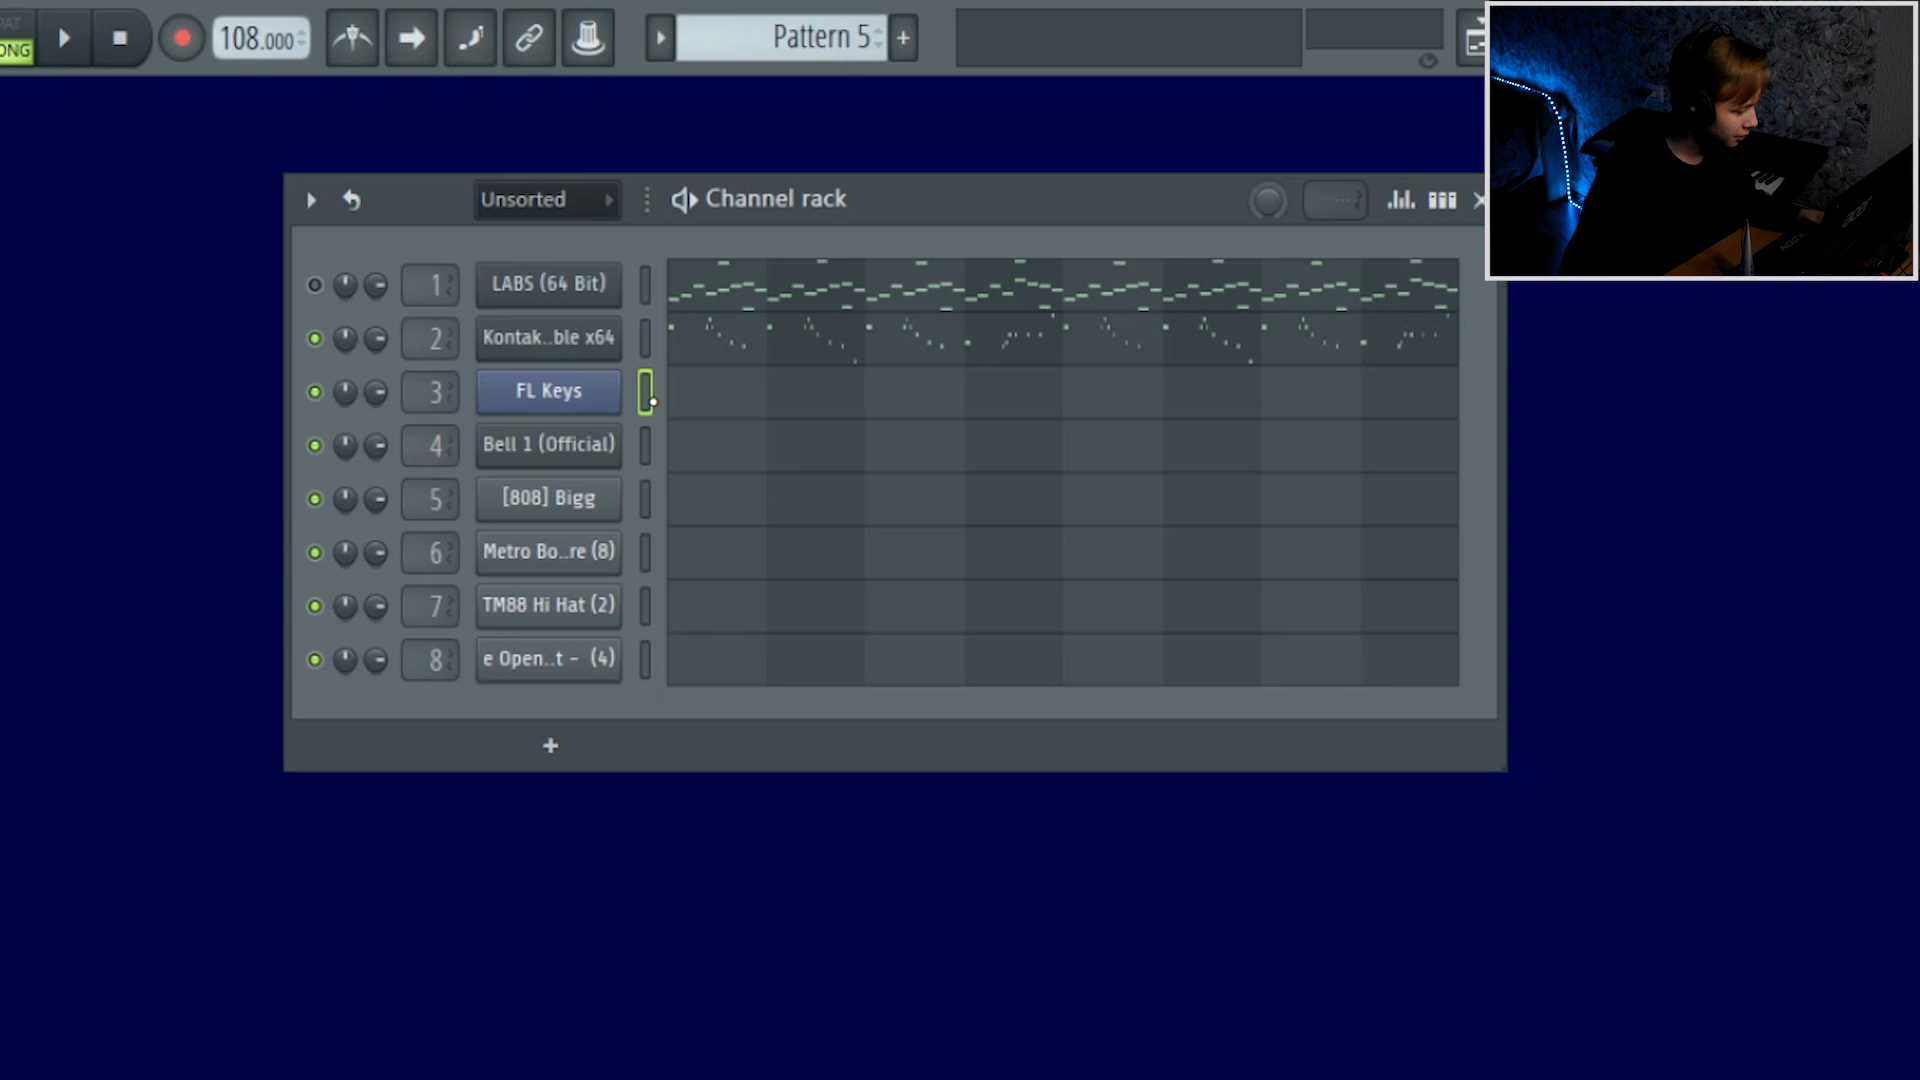 PAT
ONG
108.000
Pattern 5
+
Unsorted
Channel rack
1 LABS (64 Bit)
2 Kontak..ble x64
3 FL Keys
4 Bell 1 (Official)
5 [808] Bigg
6 Metro Bo..re (8)
7 TM88 Hi Hat (2)
8 e Open..t - (4)
+
acer